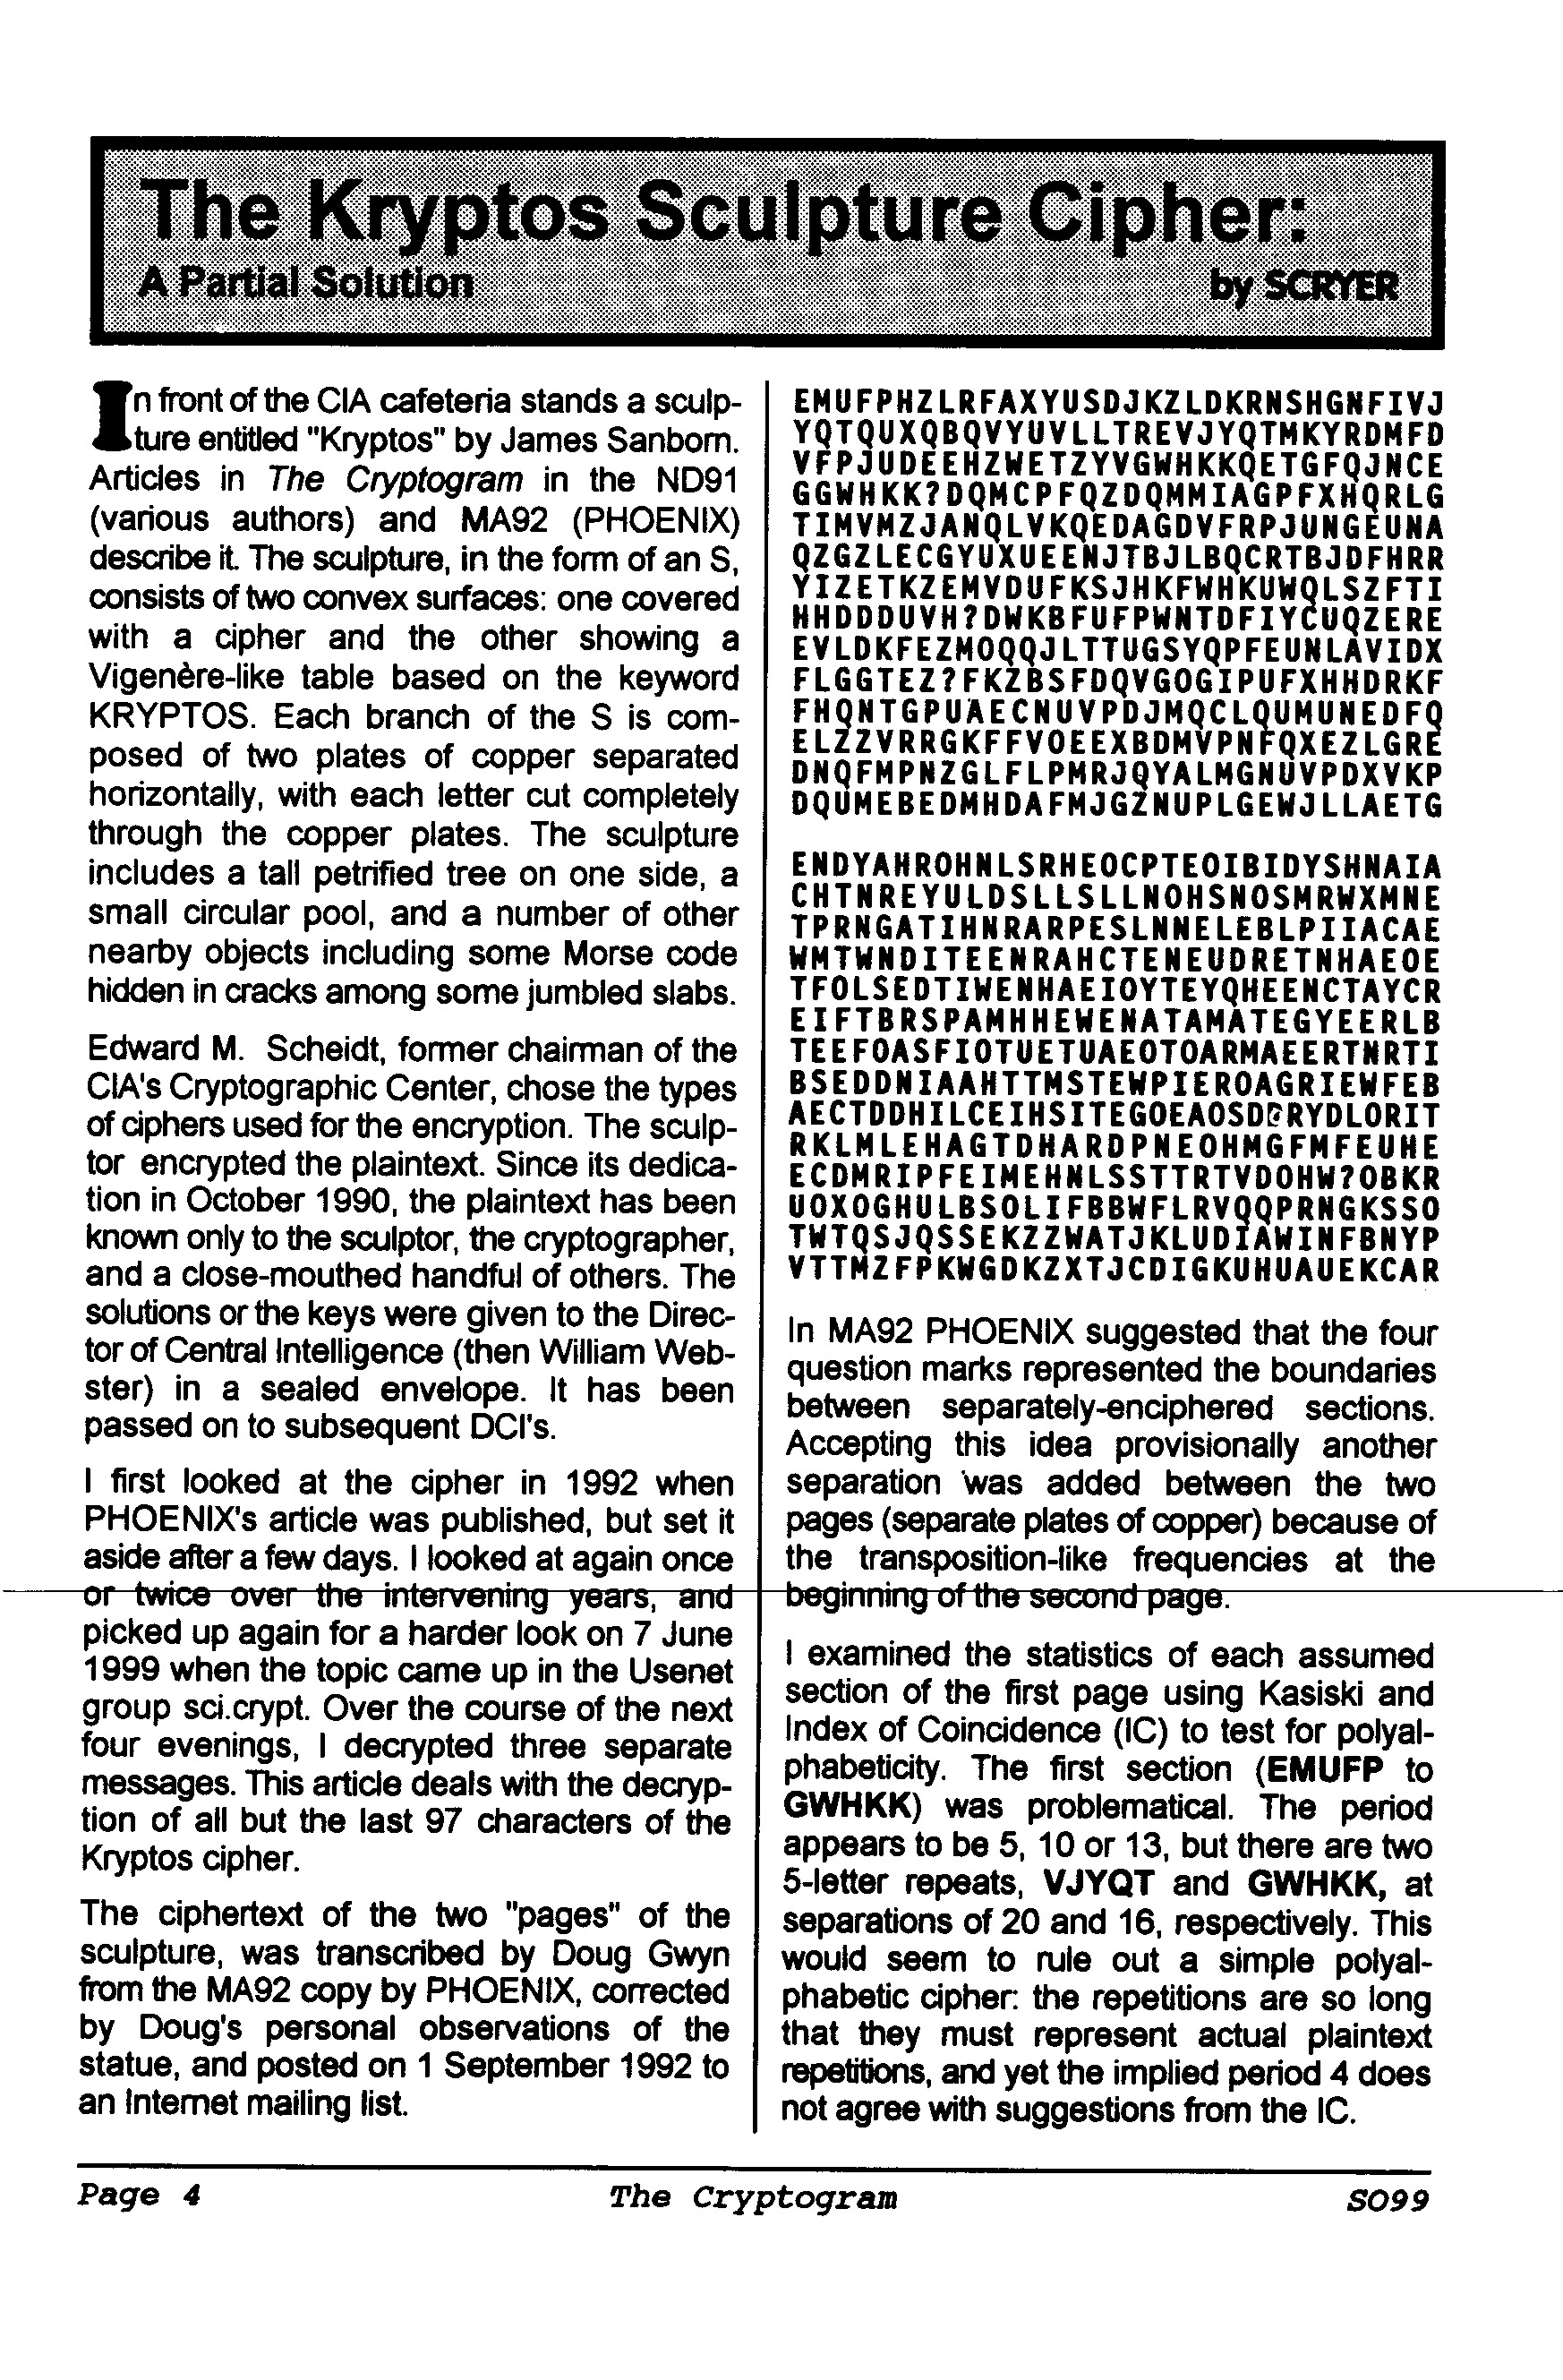 The Kryptos Sculpture Cipher:
A Partial Solution
by SCRYER
In front of the CIA cafeteria stands a sculp-
ture entitled "Kryptos" by James Sanborn.
Articles in The Cryptogram in the ND91
(various authors) and MA92 (PHOENIX)
describe it. The sculpture, in the form of an S,
consists of two convex surfaces: one covered
with a cipher and the other showing a
Vigenère-like table based on the keyword
KRYPTOS. Each branch of the S is com-
posed of two plates of copper separated
horizontally, with each letter cut completely
through the copper plates. The sculpture
includes a tall petrified tree on one side, a
small circular pool, and a number of other
nearby objects including some Morse code
hidden in cracks among some jumbled slabs.
Edward M. Scheidt, former chairman of the
CIA's Cryptographic Center, chose the types
of ciphers used for the encryption. The sculp-
tor encrypted the plaintext. Since its dedica-
tion in October 1990, the plaintext has been
known only to the sculptor, the cryptographer,
and a close-mouthed handful of others. The
solutions or the keys were given to the Direc-
tor of Central Intelligence (then William Web-
ster) in a sealed envelope. It has been
passed on to subsequent DCI's.
I first looked at the cipher in 1992 when
PHOENIX's article was published, but set it
aside after a few days. I looked at again once
or twice over the intervening years, and
picked up again for a harder look on 7 June
1999 when the topic came up in the Usenet
group sci.crypt. Over the course of the next
four evenings, I decrypted three separate
messages. This article deals with the decryp-
tion of all but the last 97 characters of the
Kryptos cipher.
The ciphertext of the two "pages" of the
sculpture, was transcribed by Doug Gwyn
from the MA92 copy by PHOENIX, corrected
by Doug's personal observations of the
statue, and posted on 1 September 1992 to
an Internet mailing list.
EMUFPHZLRFAXYUSDJKZLDKRNSHGNFIVJ
YQTQUXQBQVYUVLLTREVJYQTMKYRDMFD
VFPJUDEEHZWETZYVGWHKKQETGFQJNCE
GGWHKK?DQMCPFQZDQMMIAGPFXHQRLG
TIMVMZJANQLVKQEDAGDVFRPJUNGEUNA
QZGZLECGYUXUEENJTBJLBQCRTBJDFHRR
YIZETKZEMVDUFKSJHKFWHKUWQLSZFTI
HHDDDUVH?DWKBFUFPWNTDFIYCUQZERE
EVLDKFEZMOQQJLTTUGSYQPFEUNLAVIDX
FLGGTEZ?FKZBSFDQVGOGIPUFXHHDRKF
FHQNTGPUAECNUVPDJMQCLQUMUNEDFQ
ELZZVRRGKFFVOEEXBDMVPNFQXEZLGRE
DNQFMPNZGLFLPMRJQYALMGNUVPDXVKP
DQUMEBEDMHDAFMJGZNUPLGEWJLLAETG
ENDYAHROHNLSRHEOCPTEOIBIDYSHNAIA
CHTNREYULDSLLSLLNOHSNOSMRWXMNE
TPRNGATIHNRARPESLNNELEBLPIIACAE
WMTWNDITEENRAHCTENEUDRETNHAEOE
TFOLSEDTIWENHAEIOYTEYQHEENCTAYCR
EIFTBRSPAMHHEWENATAMATEGYEERLB
TEEFOASFIOTUETUAEOTOARMAEERTNRTI
BSEDDNIAAHTTMSTEWPIEROAGRIEWFEB
AECTDDHILCEIHSITEGOEAOSDDRYDLORIT
RKLMLEHAGTDHARDPNEOHMGFMFEUHE
ECDMRIPFEIMEHNLSSTTRTVDOHW?OBKR
UOXOGHULBSOLIFBBWFLRVQQPRNGKSSO
TWTQSJQSSEKZZWATJKLUDIAWINFBNYP
VTTMZFPKWGDKZXTJCDIGKUHUAUEKCAR
In MA92 PHOENIX suggested that the four
question marks represented the boundaries
between separately-enciphered sections.
Accepting this idea provisionally another
separation was added between the two
pages (separate plates of copper) because of
the transposition-like frequencies at the
beginning of the second page.
I examined the statistics of each assumed
section of the first page using Kasiski and
Index of Coincidence (IC) to test for polyal-
phabeticity. The first section (EMUFP to
GWHKK) was problematical. The period
appears to be 5, 10 or 13, but there are two
5-letter repeats, VJYQT and GWHKK, at
separations of 20 and 16, respectively. This
would seem to rule out a simple polyal-
phabetic cipher: the repetitions are so long
that they must represent actual plaintext
repetitions, and yet the implied period 4 does
not agree with suggestions from the IC.
Page 4
The Cryptogram
SO99